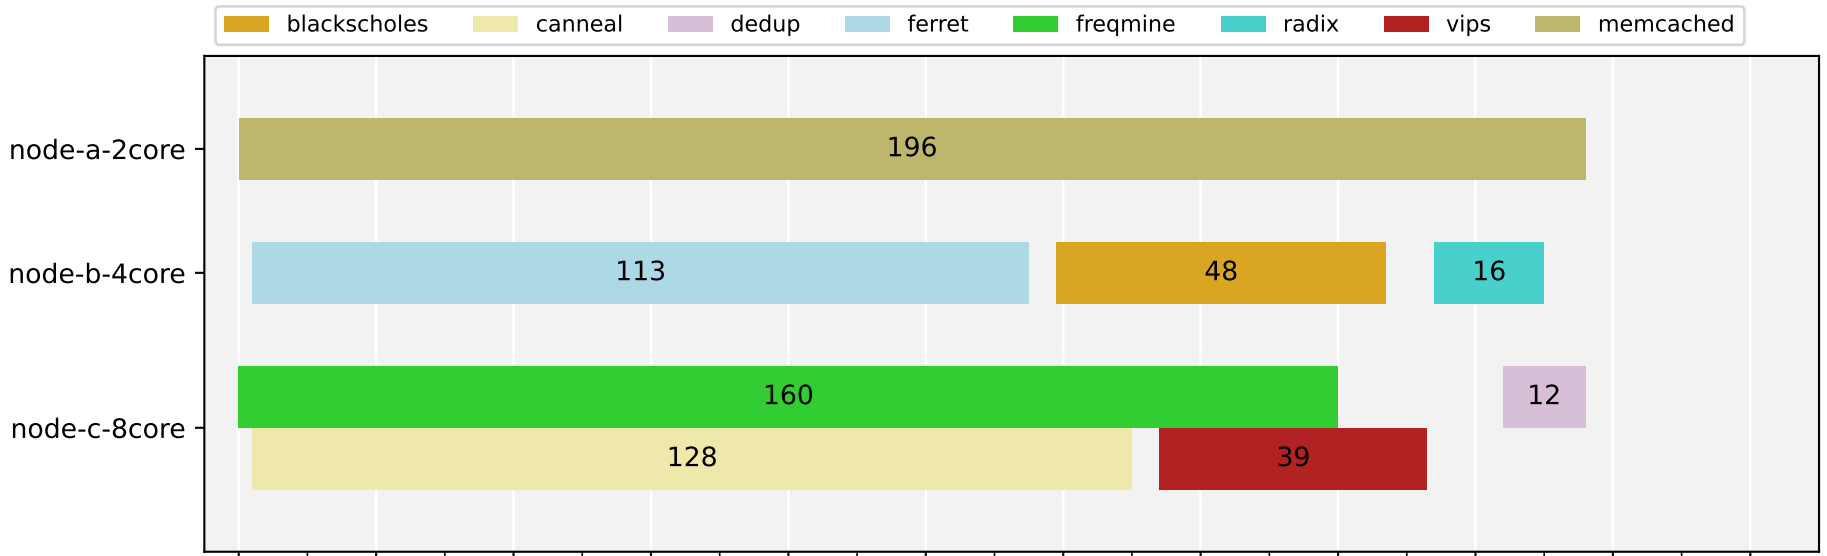 blackscholes canneal dedup ferret freqmine radix vips memcached
node-a-2core 196
node-b-4core 113 48 16
160 12
node-c-8core
128 39